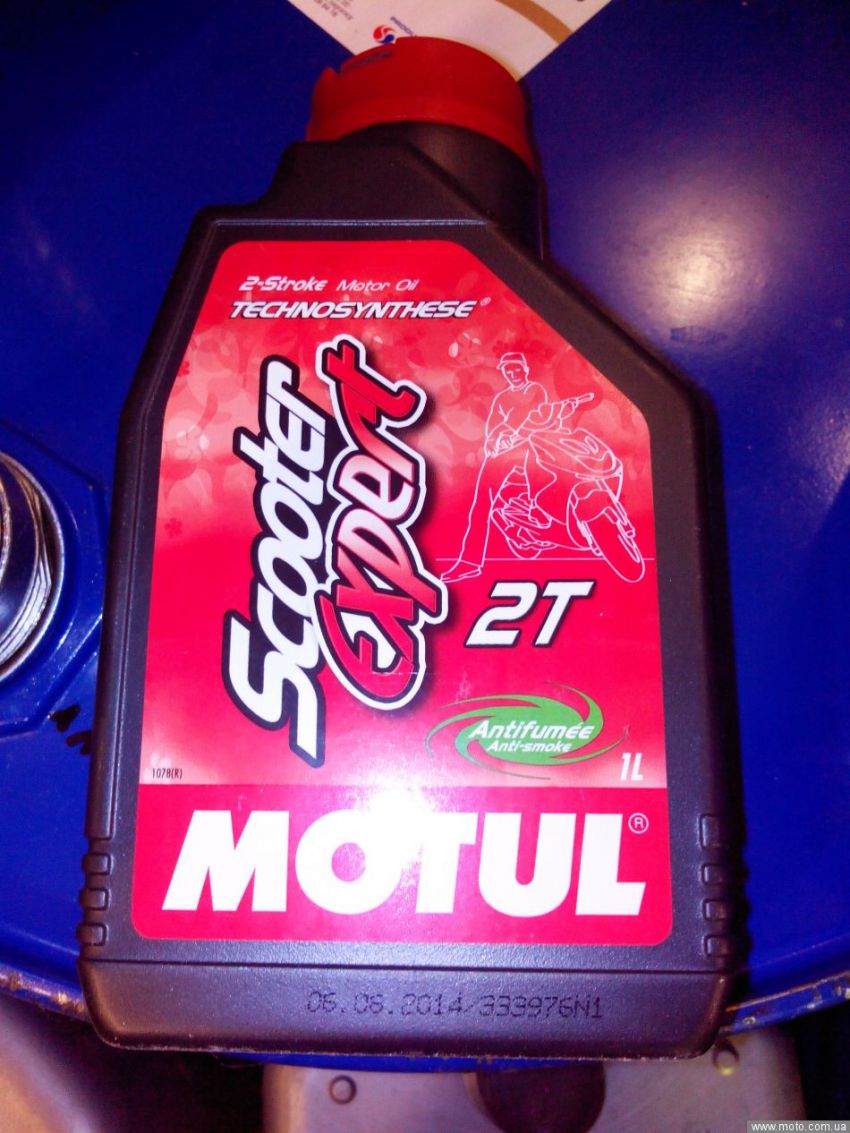 2-Stroke Motor Oil
TECHNOSYNTHESE®
Scooter
Expert
2T
Antifumée
Anti-smoke
1L
1078(R)
MOTUL®
06.06.2014/333976N1
www.moto.com.ua